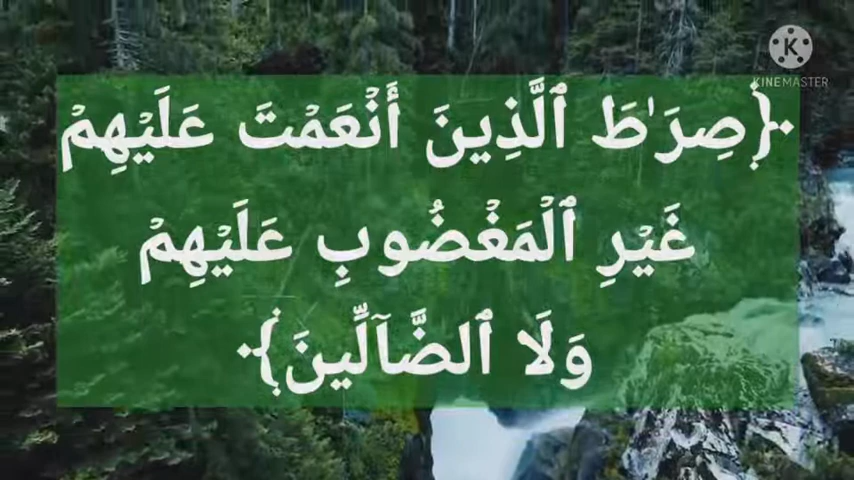 ﴿صِرَٰطَ ٱلَّذِينَ أَنْعَمْتَ عَلَيْهِمْ
غَيْرِ ٱلْمَغْضُوبِ عَلَيْهِمْ
وَلَا ٱلضَّآلِّينَ﴾
KINEMASTER